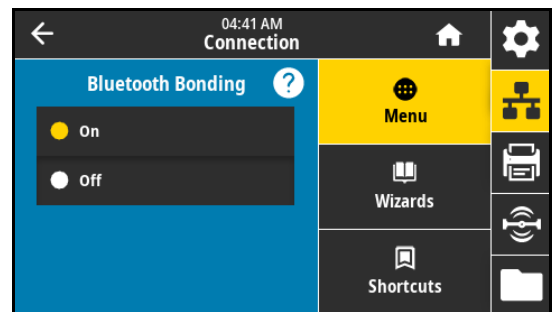 04:41 AM
Connection
Bluetooth Bonding ?
On
Off
Menu
Wizards
Shortcuts